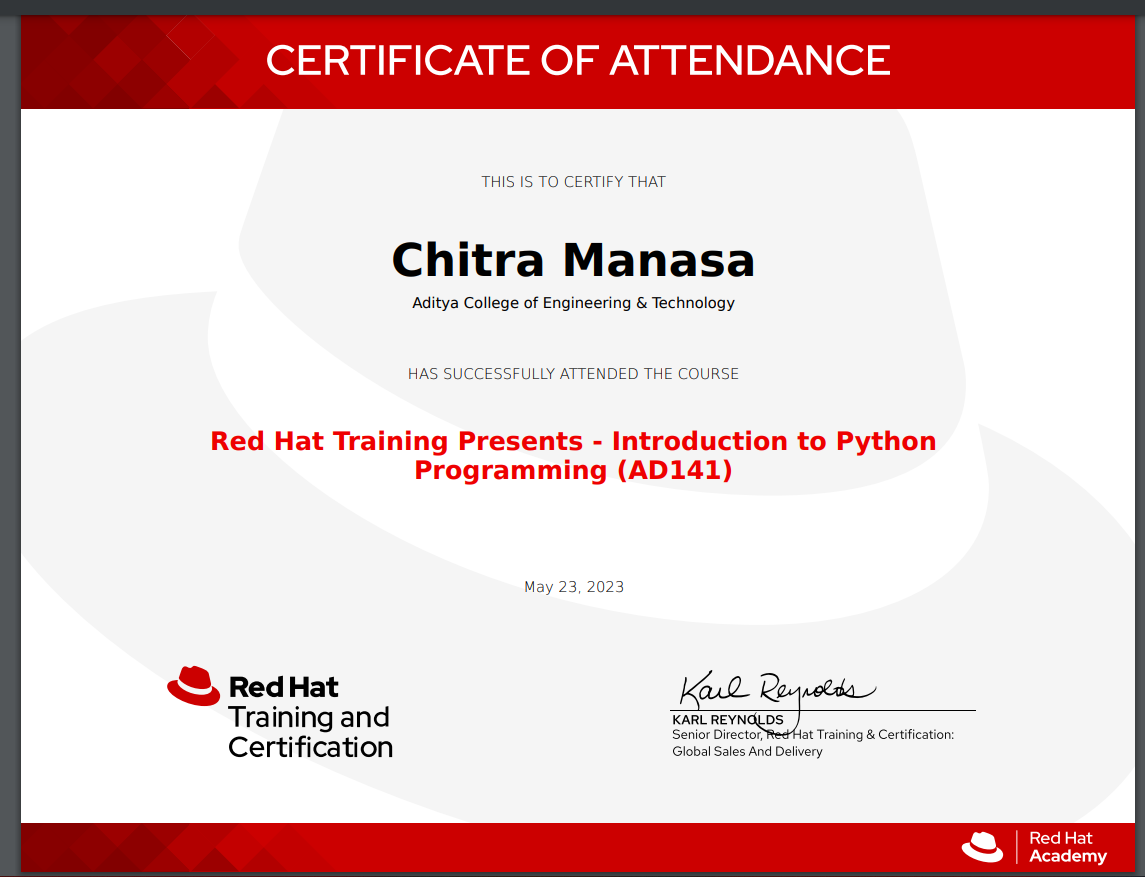 CERTIFICATE OF ATTENDANCE
THIS IS TO CERTIFY THAT
Chitra Manasa
Aditya College of Engineering & Technology
HAS SUCCESSFULLY ATTENDED THE COURSE
Red Hat Training Presents - Introduction to Python
Programming (AD141)
May 23, 2023
Red Hat
Training and
Certification
Karl Reynolds
KARL REYNOLDS
Senior Director, Red Hat Training & Certification:
Global Sales And Delivery
Red Hat
Academy